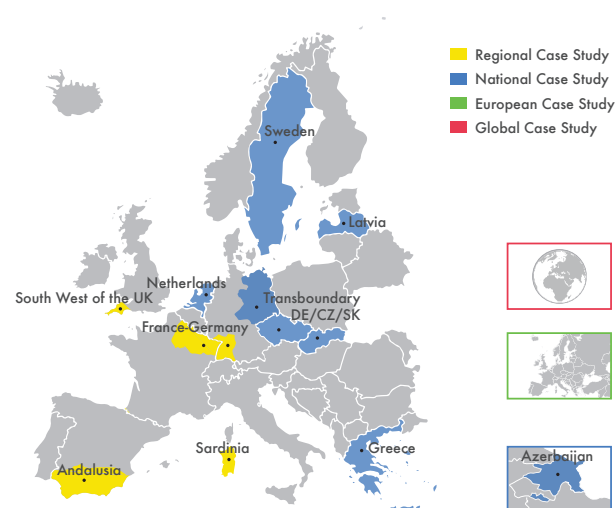 Regional Case Study
National Case Study
European Case Study
Global Case Study
Sweden
Latvia
Netherlands
South West of the UK
Transboundary
DE/CZ/SK
France-Germany
Sardinia
Greece
Andalusia
Azerbaijan